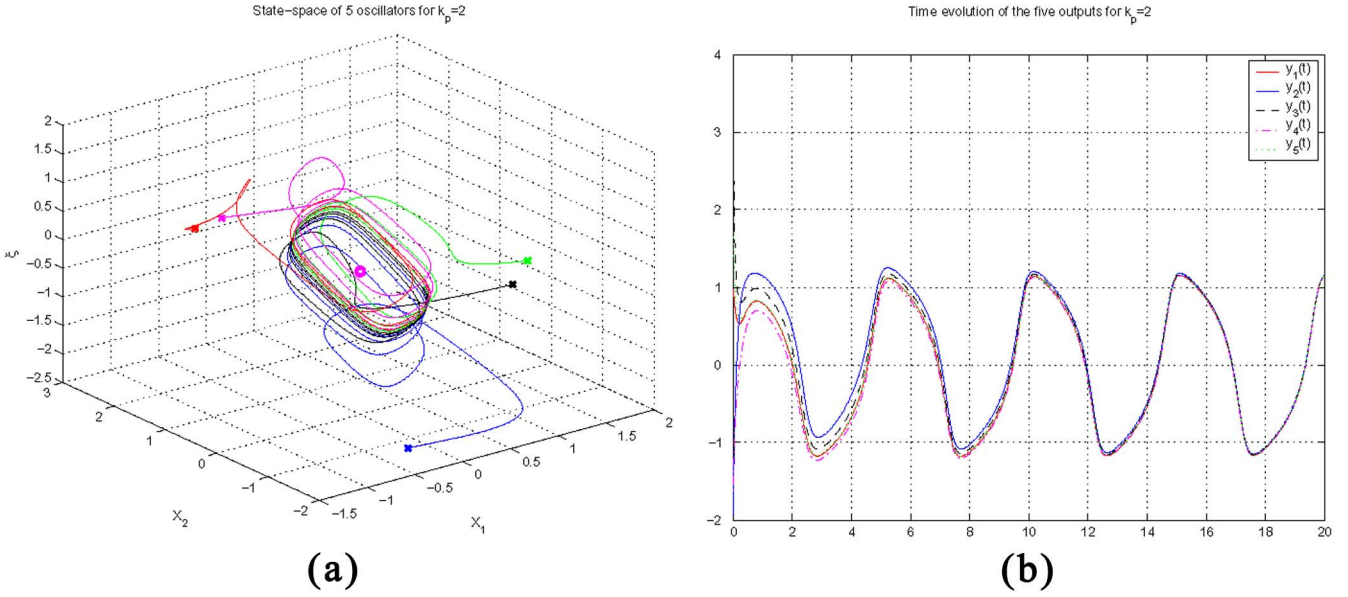 State-space of 5 oscillators for k_p=2
2
1.5
1
0.5
0
-0.5
-1
-1.5
-2
-2.5
ξ
3
2
1
0
-1
-2
X_2
-1.5
-1
-0.5
0
0.5
1
1.5
2
X_1
(a)
Time evolution of the five outputs for k_p=2
4
3
2
1
0
-1
-2
0 2 4 6 8 10 12 14 16 18 20
y_1(t)
y_2(t)
y_3(t)
y_4(t)
y_5(t)
(b)